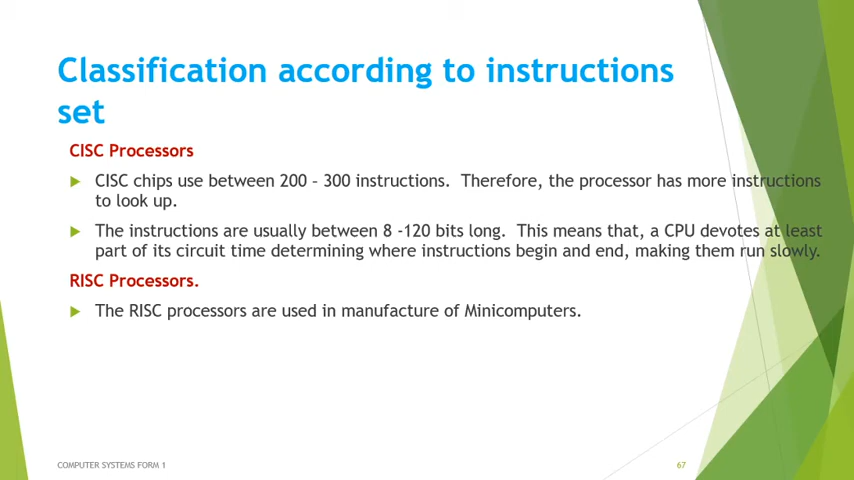 Classification according to instructions
set
CISC Processors
CISC chips use between 200 – 300 instructions.  Therefore, the processor has more instructions
to look up.
The instructions are usually between 8 -120 bits long.  This means that, a CPU devotes at least
part of its circuit time determining where instructions begin and end, making them run slowly.
RISC Processors.
The RISC processors are used in manufacture of Minicomputers.
COMPUTER SYSTEMS FORM 1
67